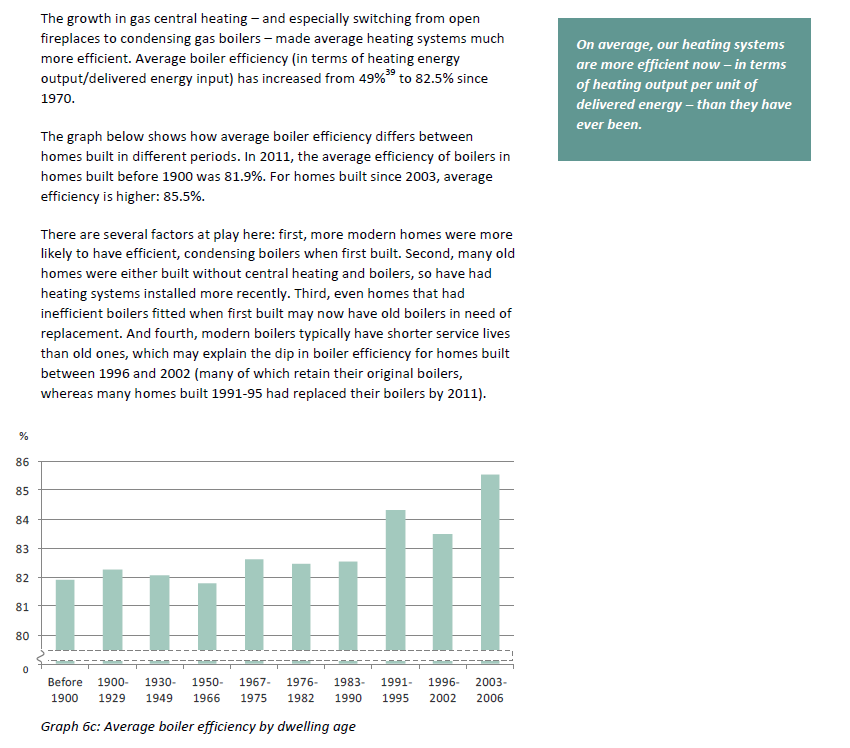 The growth in gas central heating – and especially switching from open
fireplaces to condensing gas boilers – made average heating systems much
more efficient. Average boiler efficiency (in terms of heating energy
output/delivered energy input) has increased from 49%39 to 82.5% since
1970.
The graph below shows how average boiler efficiency differs between
homes built in different periods. In 2011, the average efficiency of boilers in
homes built before 1900 was 81.9%. For homes built since 2003, average
efficiency is higher: 85.5%.
There are several factors at play here: first, more modern homes were more
likely to have efficient, condensing boilers when first built. Second, many old
homes were either built without central heating and boilers, so have had
heating systems installed more recently. Third, even homes that had
inefficient boilers fitted when first built may now have old boilers in need of
replacement. And fourth, modern boilers typically have shorter service lives
than old ones, which may explain the dip in boiler efficiency for homes built
between 1996 and 2002 (many of which retain their original boilers,
whereas many homes built 1991-95 had replaced their boilers by 2011).
On average, our heating systems
are more efficient now – in terms
of heating output per unit of
delivered energy – than they have
ever been.
%
86
85
84
83
82
81
80
0
Before 1900- 1930- 1950- 1967- 1976- 1983- 1991- 1996- 2003-
1900 1929 1949 1966 1975 1982 1990 1995 2002 2006
Graph 6c: Average boiler efficiency by dwelling age